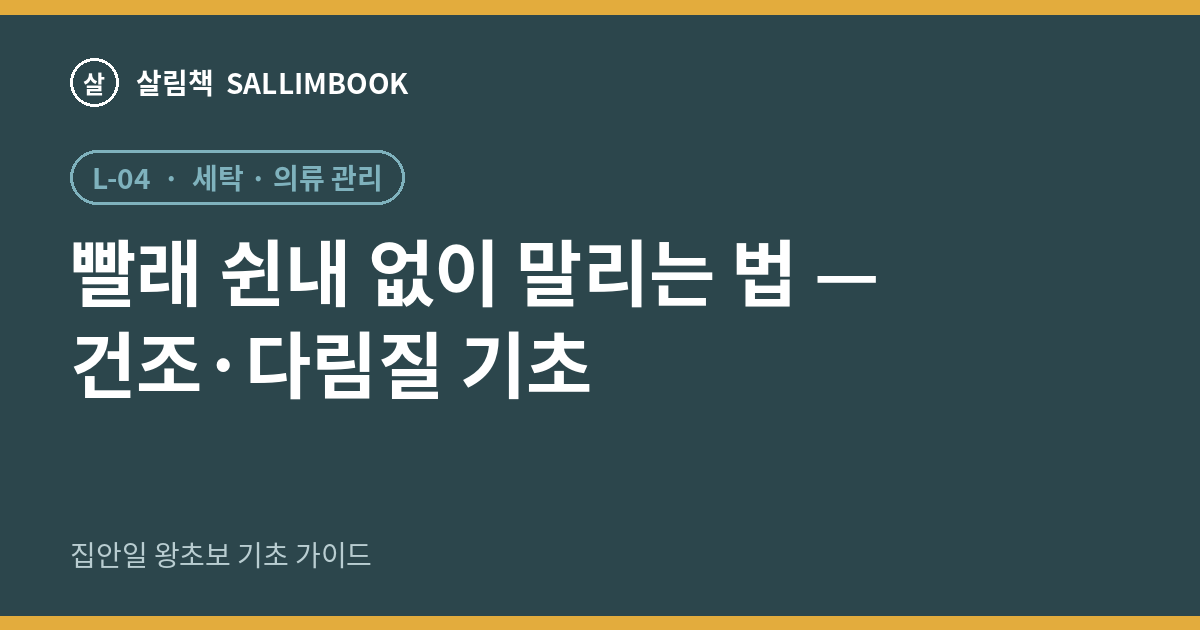 살 살림책 SALLIMBOOK
L-04 · 세탁 · 의류 관리
빨래 쉰내 없이 말리는 법 —
건조·다림질 기초
집안일 왕초보 기초 가이드